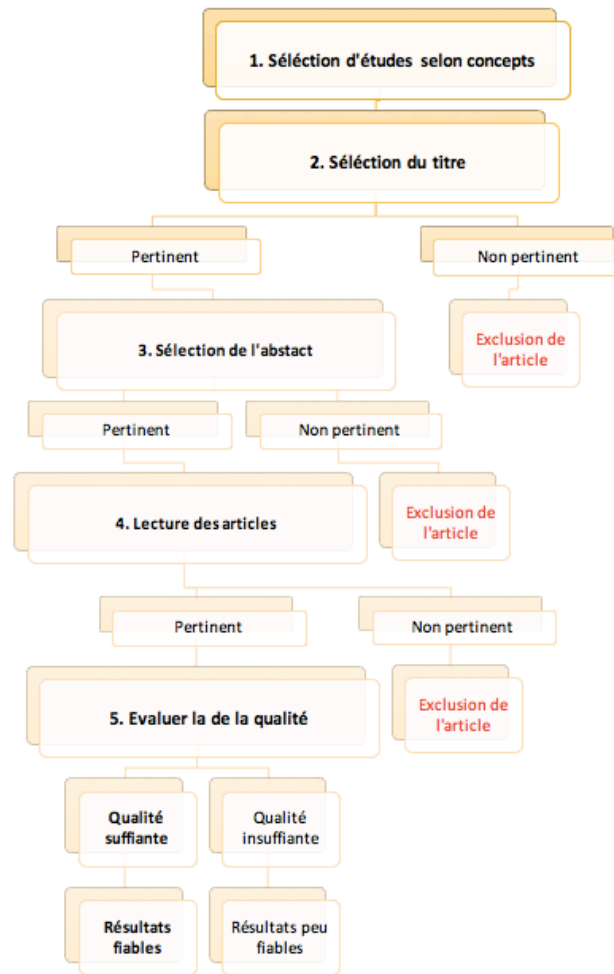 1. Séléction d'études selon concepts
2. Séléction du titre
Pertinent
Non pertinent
Exclusion de
l'article
3. Sélection de l'abstact
Pertinent
Non pertinent
Exclusion de
l'article
4. Lecture des articles
Pertinent
Non pertinent
Exclusion de
l'article
5. Evaluer la de la qualité
Qualité
suffiante
Qualité
insuffiante
Résultats
fiables
Résultats peu
fiables